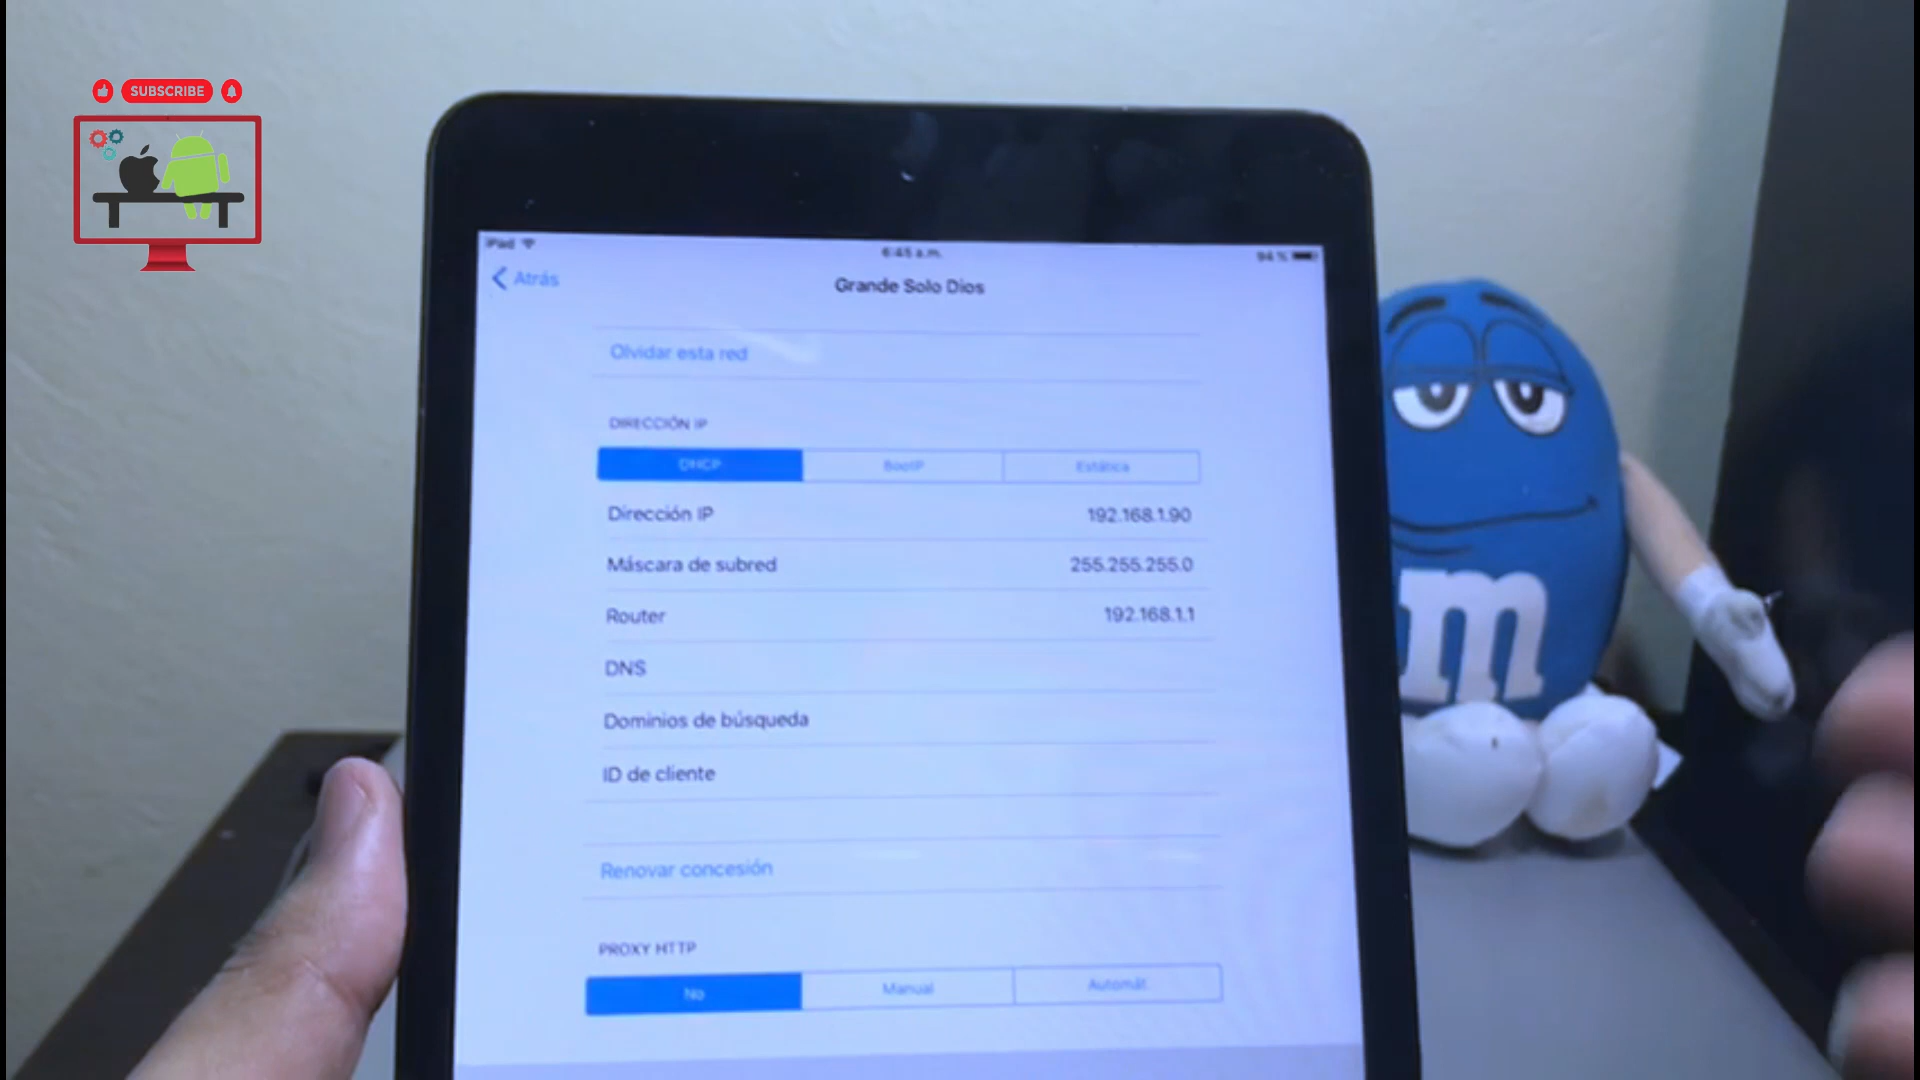 SUBSCRIBE
iPad
6:45 a.m.
94 %
Atrás
Grande Solo Dios
Olvidar esta red
DIRECCIÓN IP
DHCP
BootP
Estática
Dirección IP
192.168.1.90
Máscara de subred
255.255.255.0
Router
192.168.1.1
DNS
Dominios de búsqueda
ID de cliente
Renovar concesión
PROXY HTTP
No
Manual
Automát.
m